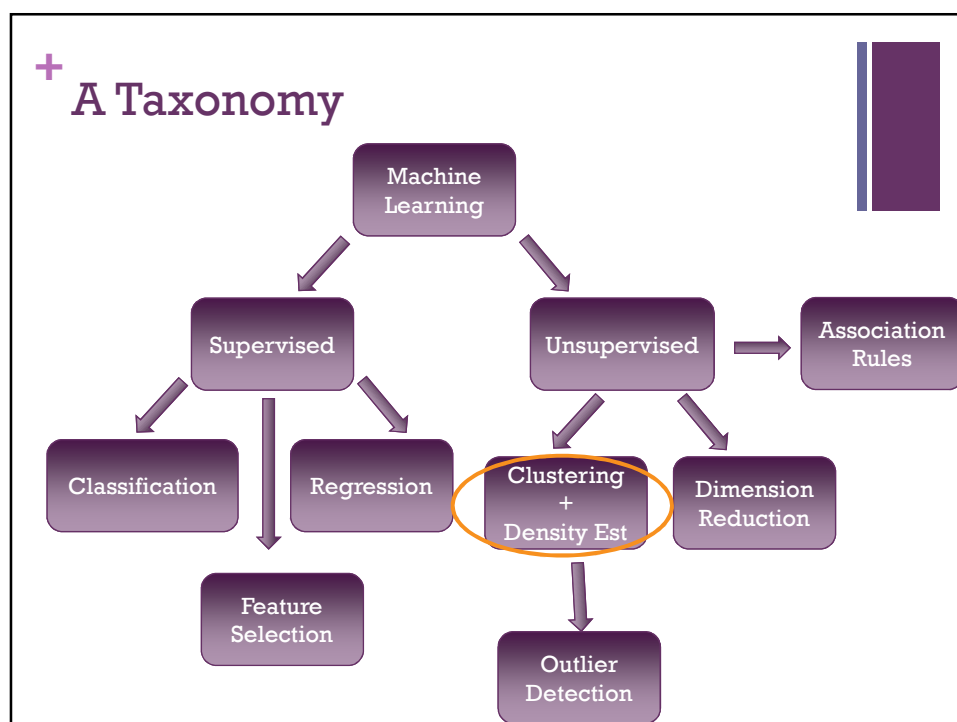 +
A Taxonomy
Machine
Learning
Supervised
Unsupervised
Association
Rules
Classification
Regression
Clustering
+
Density Est
Dimension
Reduction
Feature
Selection
Outlier
Detection